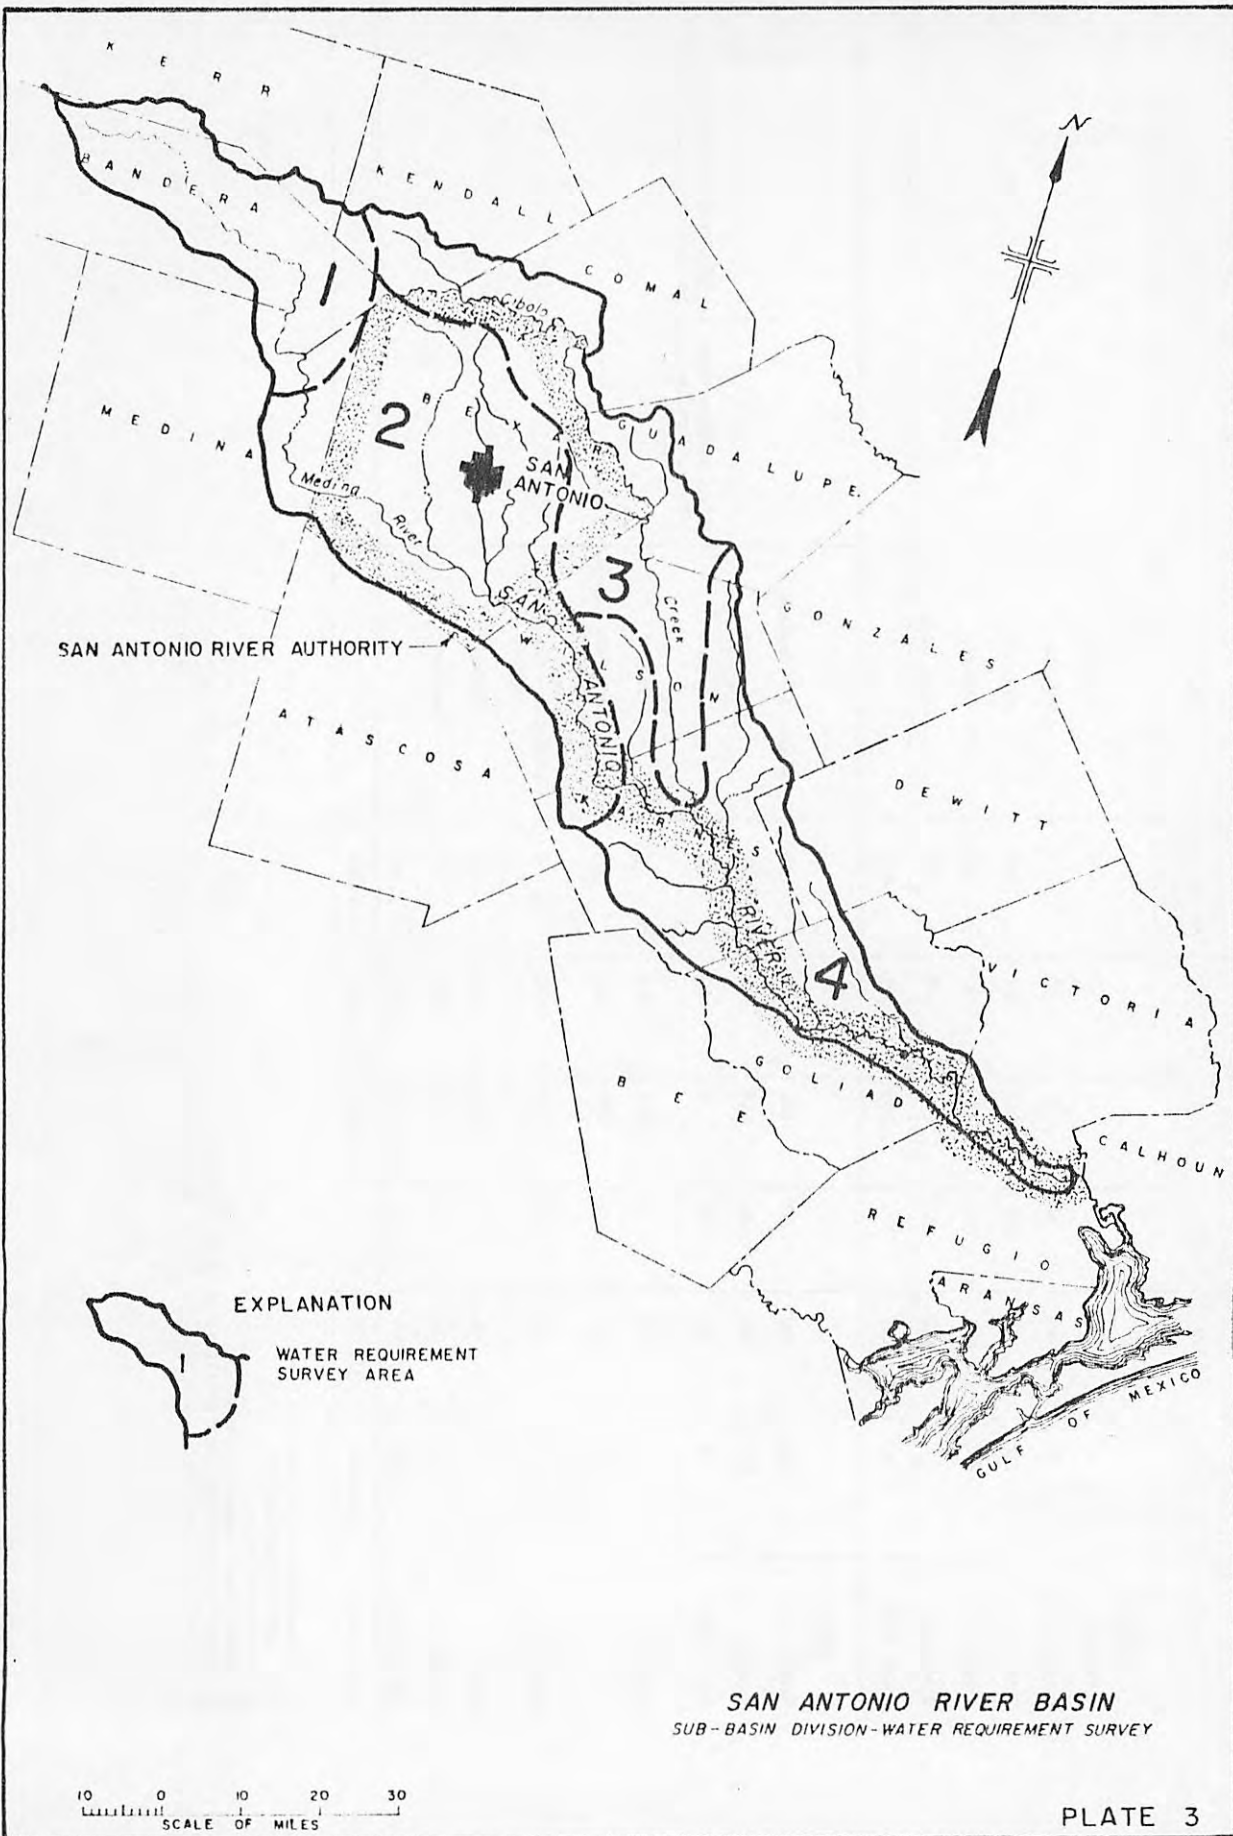 KERR
BANDERA
KENDALL
COMAL
N
1
Cibolo
MEDINA
2
BEXAR
GUADALUPE
SAN
ANTONIO
Medina
River
3
Creek
SAN ANTONIO RIVER
WILSON
GONZALES
SAN ANTONIO RIVER AUTHORITY
ATASCOSA
KARNES
DEWITT
4
VICTORIA
BEE
GOLIAD
CALHOUN
REFUGIO
ARANSAS
GULF OF MEXICO
EXPLANATION
1
WATER REQUIREMENT
SURVEY AREA
SAN ANTONIO RIVER BASIN
SUB-BASIN DIVISION-WATER REQUIREMENT SURVEY
10 0 10 20 30
SCALE OF MILES
PLATE 3